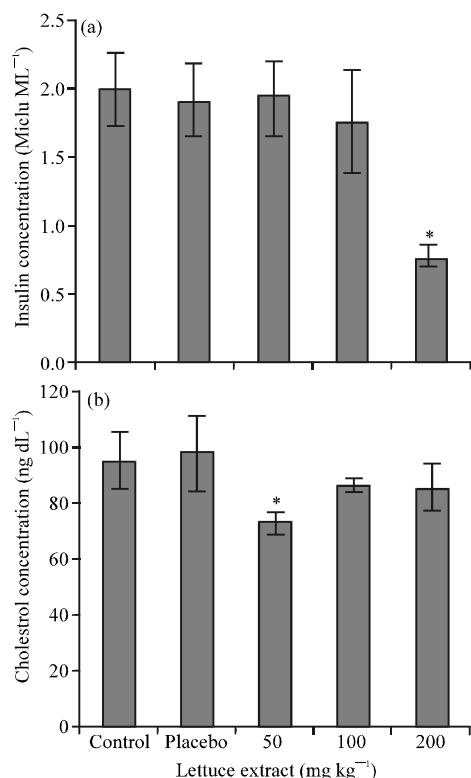 (a)
Insulin concentration (Miclu ML⁻¹)
2.5
2.0
1.5
1.0
0.5
0.0
*
(b)
Cholestrol concentration (ng dL⁻¹)
120
100
80
60
40
20
0
*
Control Placebo 50 100 200
Lettuce extract (mg kg⁻¹)